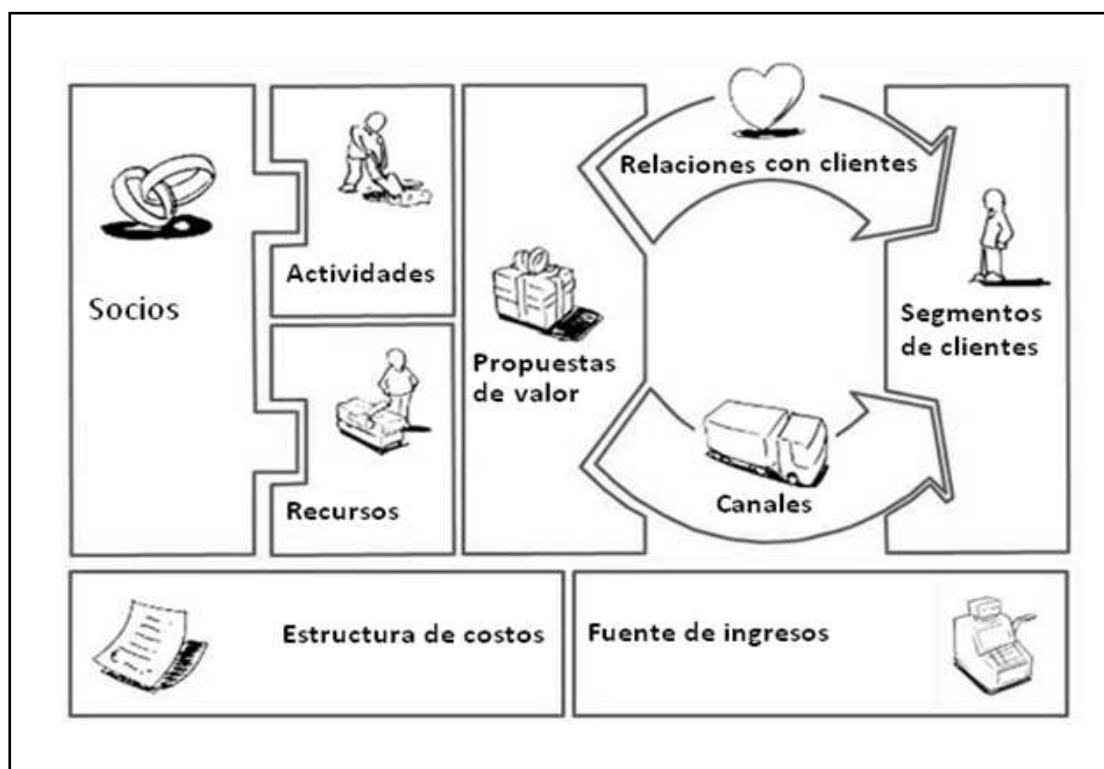 Socios
Actividades
Recursos
Propuestas
de valor
Relaciones con clientes
Canales
Segmentos
de clientes
Estructura de costos
Fuente de ingresos